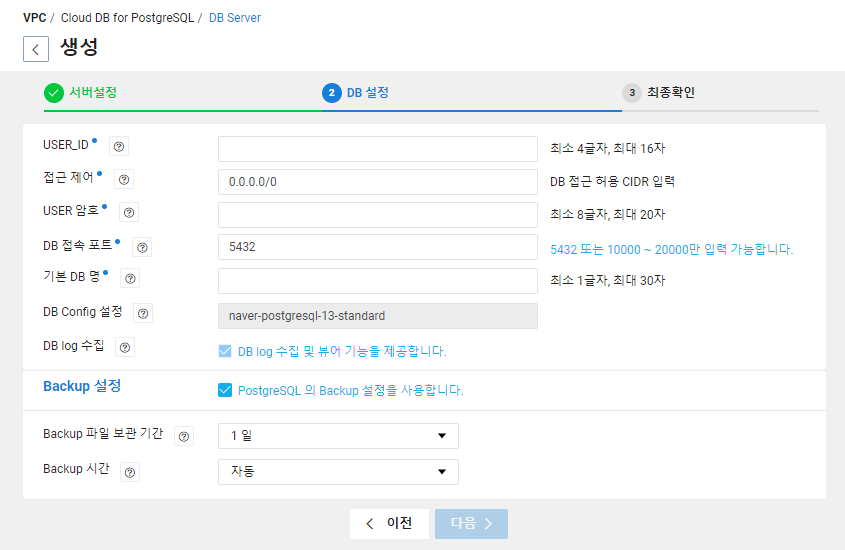 VPC / Cloud DB for PostgreSQL / DB Server
생성
서버설정 2 DB 설정 3 최종확인
USER_ID 최소 4글자, 최대 16자
접근 제어 0.0.0.0/0 DB 접근 허용 CIDR 입력
USER 암호 최소 8글자, 최대 20자
DB 접속 포트 5432 5432 또는 10000 ~ 20000만 입력 가능합니다.
기본 DB 명 최소 1글자, 최대 30자
DB Config 설정 naver-postgresql-13-standard
DB log 수집 DB log 수집 및 뷰어 기능을 제공합니다.
Backup 설정 PostgreSQL 의 Backup 설정을 사용합니다.
Backup 파일 보관 기간 1 일
Backup 시간 자동
이전 다음